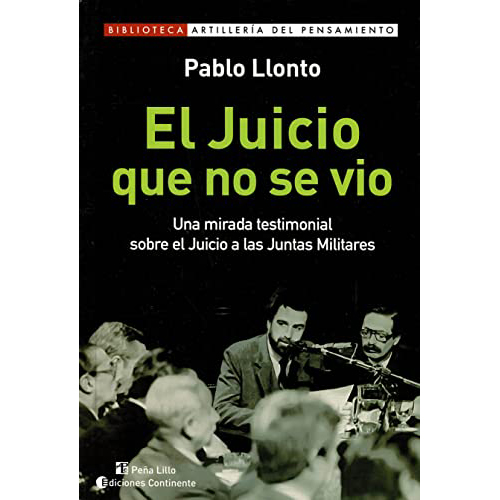 BIBLIOTECA ARTILLERÍA DEL PENSAMIENTO
Pablo Llonto
El Juicio
que no se vio
Una mirada testimonial
sobre el Juicio a las Juntas Militares
Peña Lillo
Ediciones Continente